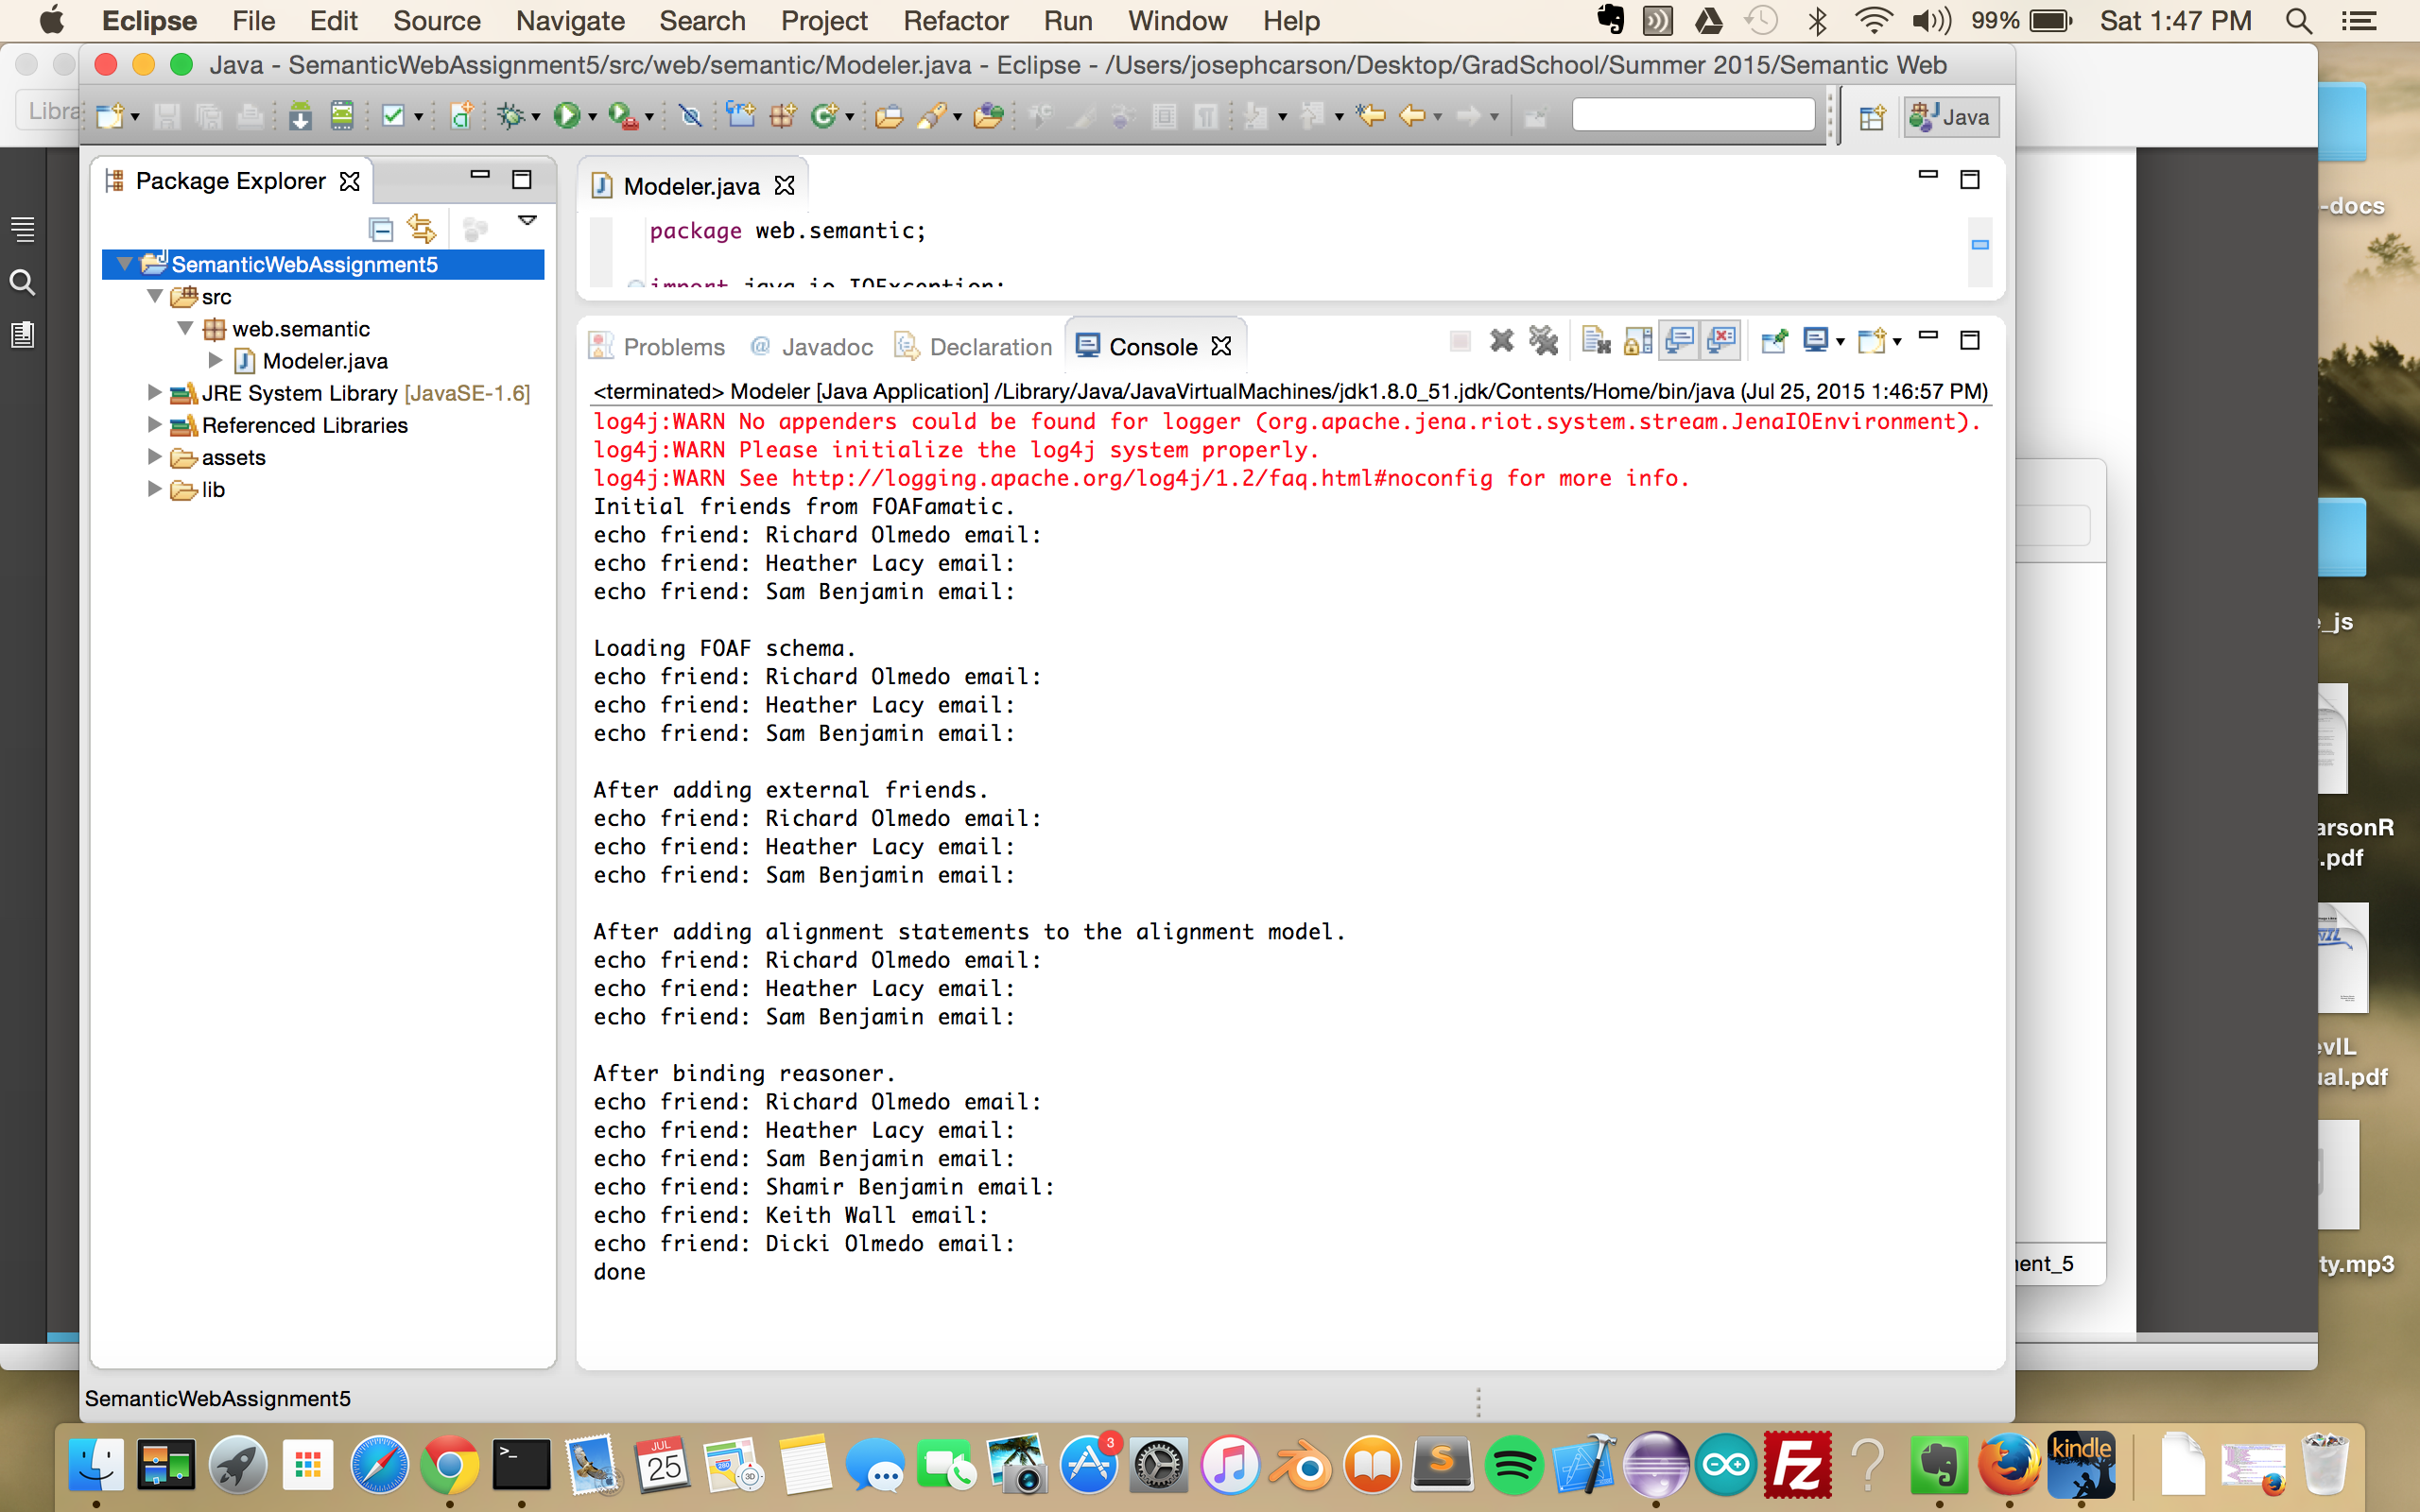 Eclipse File Edit Source Navigate Search Project Refactor Run Window Help 99% Sat 1:47 PM
Java - SemanticWebAssignment5/src/web/semantic/Modeler.java - Eclipse - /Users/josephcarson/Desktop/GradSchool/Summer 2015/Semantic Web
Java
Package Explorer
SemanticWebAssignment5
src
web.semantic
Modeler.java
JRE System Library [JavaSE-1.6]
Referenced Libraries
assets
lib
Modeler.java
package web.semantic;
import java.io.IOException;
Problems @ Javadoc Declaration Console
<terminated> Modeler [Java Application] /Library/Java/JavaVirtualMachines/jdk1.8.0_51.jdk/Contents/Home/bin/java (Jul 25, 2015 1:46:57 PM)
log4j:WARN No appenders could be found for logger (org.apache.jena.riot.system.stream.JenaIOEnvironment).
log4j:WARN Please initialize the log4j system properly.
log4j:WARN See http://logging.apache.org/log4j/1.2/faq.html#noconfig for more info.
Initial friends from FOAFamatic.
echo friend: Richard Olmedo email:
echo friend: Heather Lacy email:
echo friend: Sam Benjamin email:
Loading FOAF schema.
echo friend: Richard Olmedo email:
echo friend: Heather Lacy email:
echo friend: Sam Benjamin email:
After adding external friends.
echo friend: Richard Olmedo email:
echo friend: Heather Lacy email:
echo friend: Sam Benjamin email:
After adding alignment statements to the alignment model.
echo friend: Richard Olmedo email:
echo friend: Heather Lacy email:
echo friend: Sam Benjamin email:
After binding reasoner.
echo friend: Richard Olmedo email:
echo friend: Heather Lacy email:
echo friend: Sam Benjamin email:
echo friend: Shamir Benjamin email:
echo friend: Keith Wall email:
echo friend: Dicki Olmedo email:
done
SemanticWebAssignment5
Libra
-docs
_js
arsonR
.pdf
evIL
ual.pdf
ty.mp3
ent_5
JUL
25
3
kindle